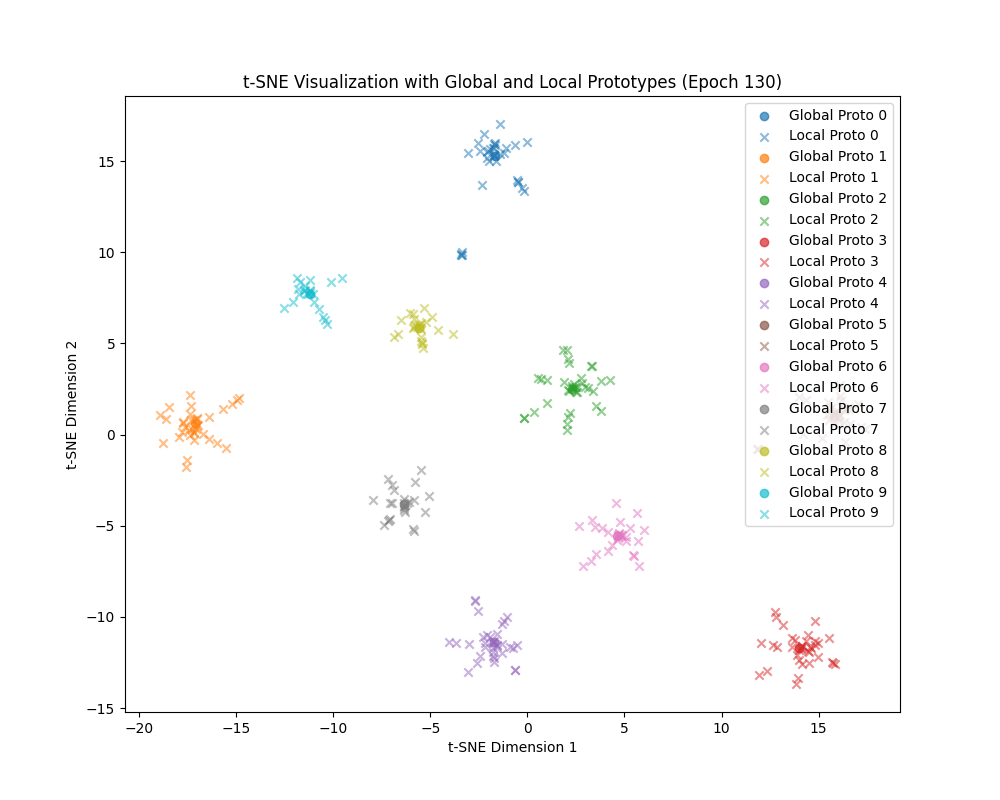 t-SNE Visualization with Global and Local Prototypes (Epoch 130)
Global Proto 0
Local Proto 0
Global Proto 1
Local Proto 1
Global Proto 2
Local Proto 2
Global Proto 3
Local Proto 3
Global Proto 4
Local Proto 4
Global Proto 5
Local Proto 5
Global Proto 6
Local Proto 6
Global Proto 7
Local Proto 7
Global Proto 8
Local Proto 8
Global Proto 9
Local Proto 9
t-SNE Dimension 2
15
10
5
0
−5
−10
−15
−20 −15 −10 −5 0 5 10 15
t-SNE Dimension 1